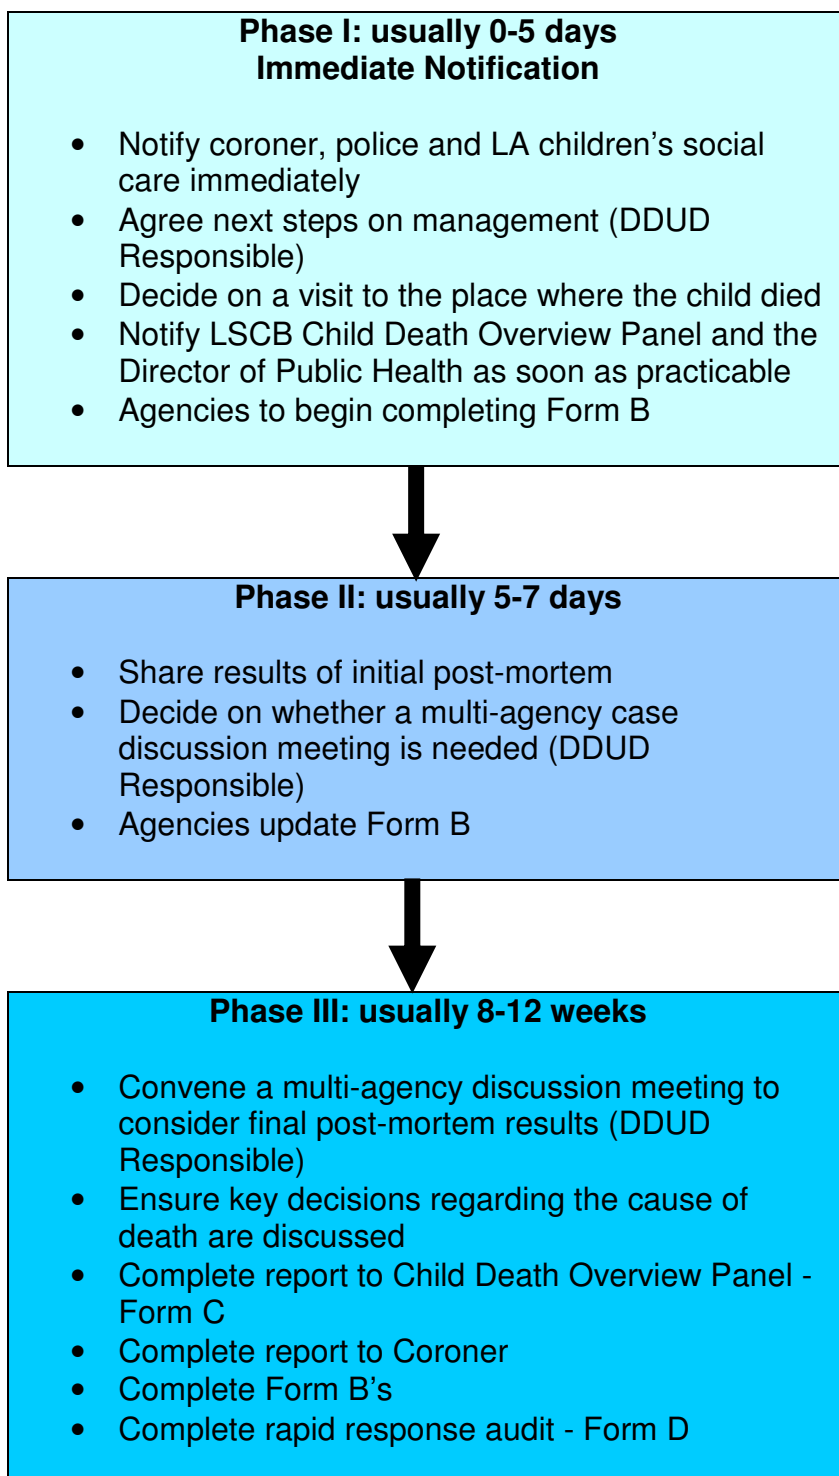 Phase I: usually 0-5 days
Immediate Notification
• Notify coroner, police and LA children's social
care immediately
• Agree next steps on management (DDUD
Responsible)
• Decide on a visit to the place where the child died
• Notify LSCB Child Death Overview Panel and the
Director of Public Health as soon as practicable
• Agencies to begin completing Form B
Phase II: usually 5-7 days
• Share results of initial post-mortem
• Decide on whether a multi-agency case
discussion meeting is needed (DDUD
Responsible)
• Agencies update Form B
Phase III: usually 8-12 weeks
• Convene a multi-agency discussion meeting to
consider final post-mortem results (DDUD
Responsible)
• Ensure key decisions regarding the cause of
death are discussed
• Complete report to Child Death Overview Panel -
Form C
• Complete report to Coroner
• Complete Form B's
• Complete rapid response audit - Form D